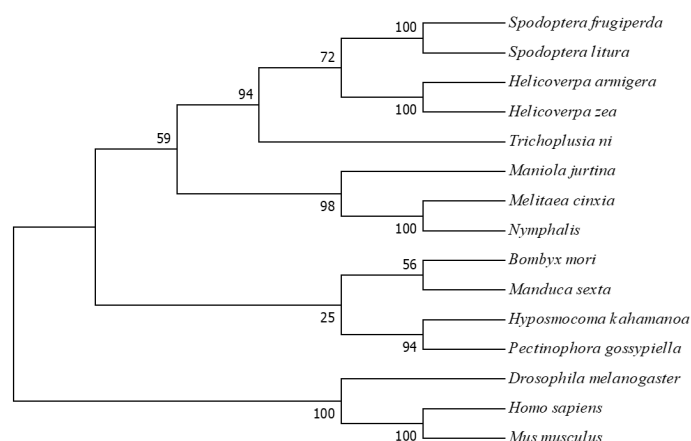 100
Spodoptera frugiperda
Spodoptera litura
72
Helicoverpa armigera
100
Helicoverpa zea
94
Trichoplusia ni
59
Maniola jurtina
98
Melitaea cinxia
100
Nymphalis
56
Bombyx mori
Manduca sexta
25
Hyposmocoma kahamanoa
94
Pectinophora gossypiella
Drosophila melanogaster
100
Homo sapiens
100
Mus musculus